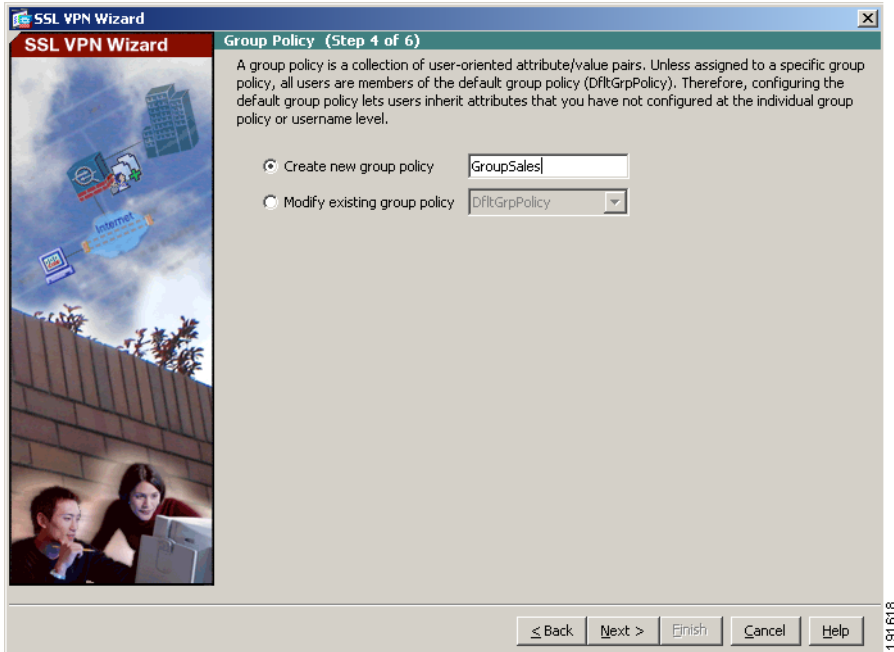 SSL VPN Wizard
SSL VPN Wizard
Group Policy (Step 4 of 6)
A group policy is a collection of user-oriented attribute/value pairs. Unless assigned to a specific group
policy, all users are members of the default group policy (DfltGrpPolicy). Therefore, configuring the
default group policy lets users inherit attributes that you have not configured at the individual group
policy or username level.
Create new group policy GroupSales
Modify existing group policy DfltGrpPolicy
Internet
< Back Next > Finish Cancel Help
191618